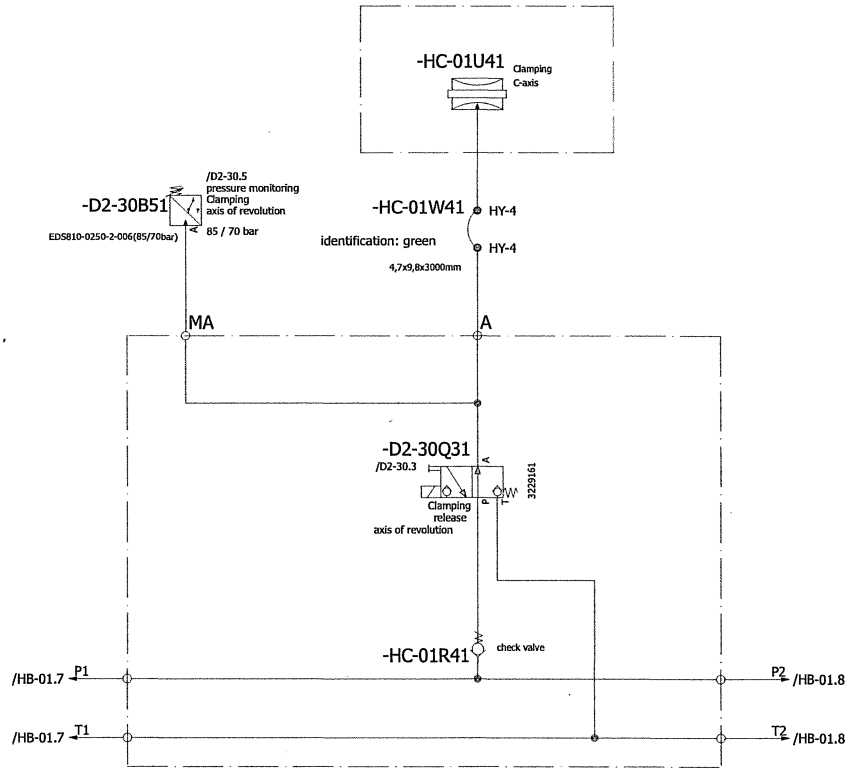 -HC-01U41
Clamping
C-axis
/D2-30.5
pressure monitoring
Clamping
axis of revolution
-D2-30B51
EDS810-0250-2-006(85/70bar)
A
85 / 70 bar
-HC-01W41
HY-4
identification: green
HY-4
4,7x9,8x3000mm
MA
A
-D2-30Q31
/D2-30.3
A
P
T
3229161
Clamping
release
axis of revolution
-HC-01R41
check valve
/HB-01.7
P1
P2
/HB-01.8
/HB-01.7
T1
T2
/HB-01.8